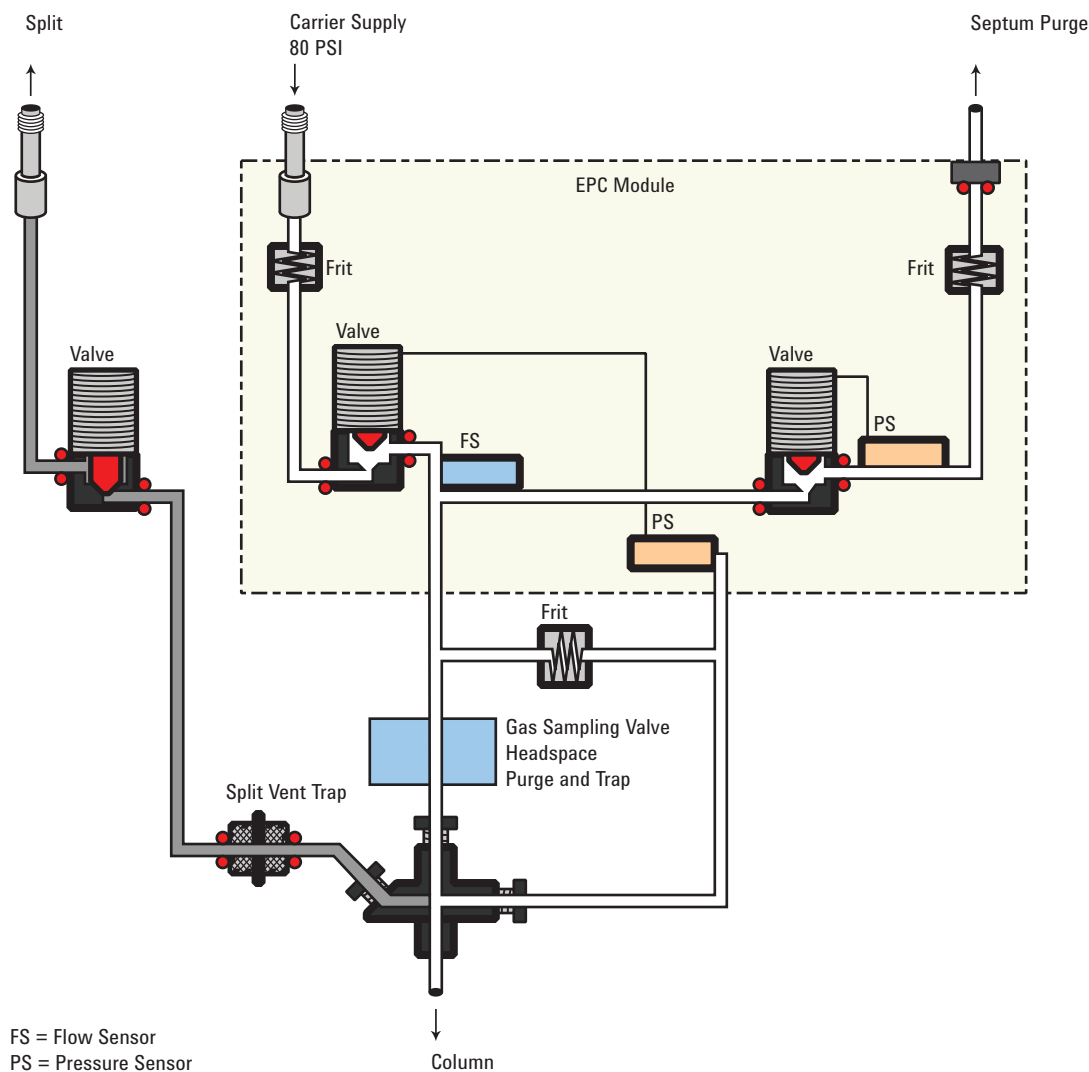 Split
Carrier Supply
80 PSI
Septum Purge
EPC Module
Frit
Frit
Valve
Valve
Valve
PS
FS
PS
Frit
Gas Sampling Valve
Headspace
Purge and Trap
Split Vent Trap
FS = Flow Sensor
PS = Pressure Sensor
Column